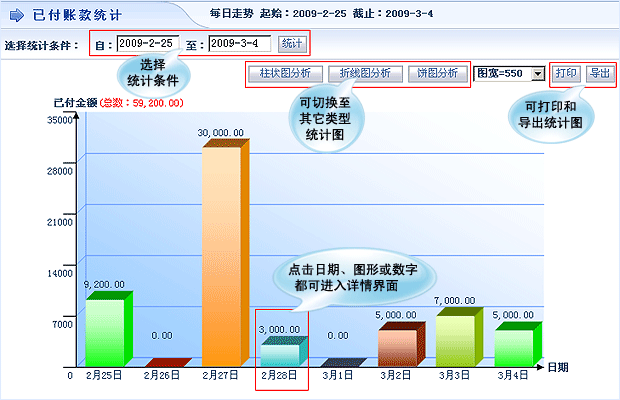 已付账款统计
每日走势 起始：2009-2-25 截止：2009-3-4
选择统计条件：
自：2009-2-25 至：2009-3-4 统计
选择
统计条件
柱状图分析 折线图分析 饼图分析 图宽=550 打印 导出
可切换至
其它类型
统计图
可打印和
导出统计图
已付金额(总数：59,200.00)
35000
28000
21000
14000
7000
0
9,200.00
0.00
30,000.00
3,000.00
0.00
5,000.00
7,000.00
5,000.00
点击日期、图形或数字
都可进入详情界面
2月25日 2月26日 2月27日 2月28日 3月1日 3月2日 3月3日 3月4日
日期